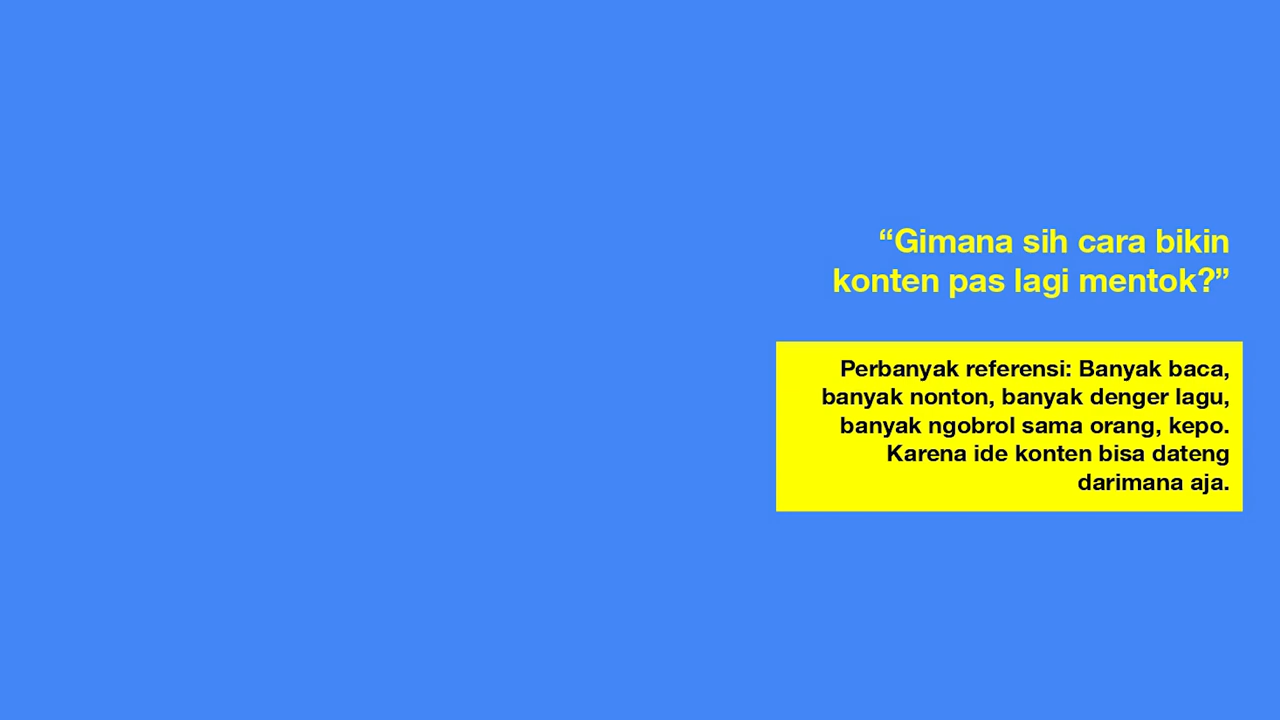 “Gimana sih cara bikin
konten pas lagi mentok?”
Perbanyak referensi: Banyak baca,
banyak nonton, banyak denger lagu,
banyak ngobrol sama orang, kepo.
Karena ide konten bisa dateng
darimana aja.